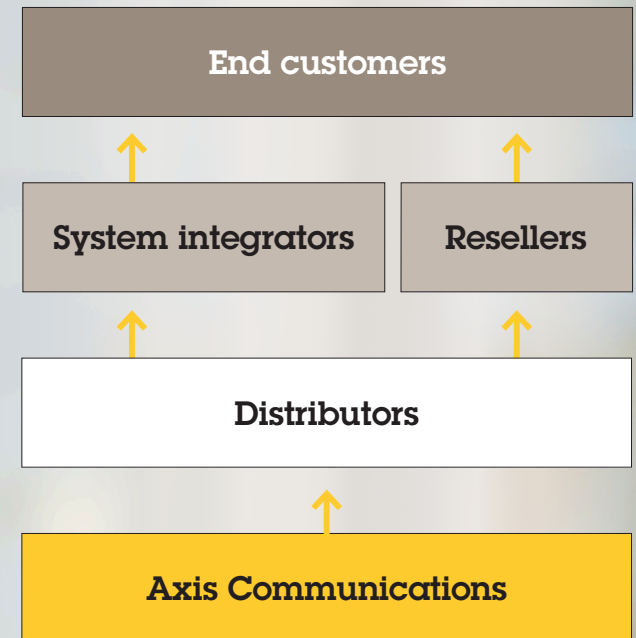 End customers
System integrators
Resellers
Distributors
Axis Communications